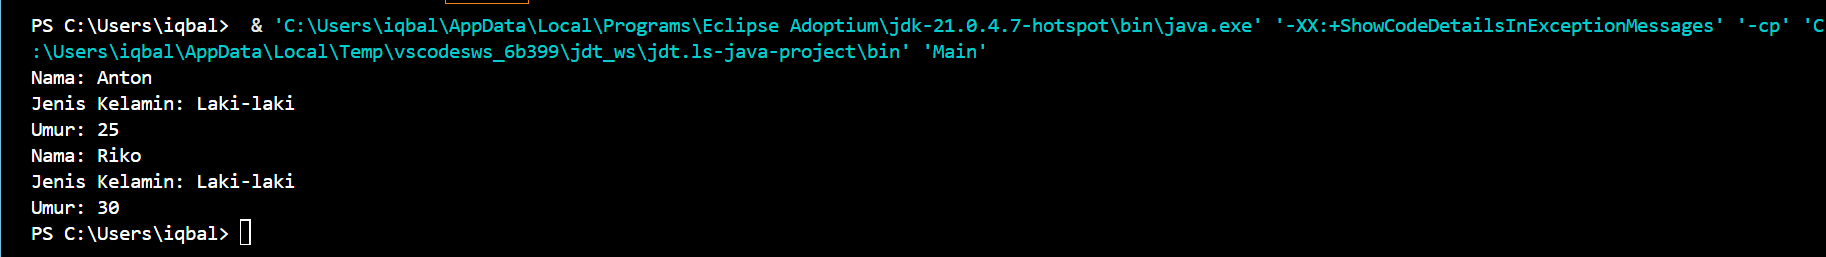 PS C:\Users\iqbal>  & 'C:\Users\iqbal\AppData\Local\Programs\Eclipse Adoptium\jdk-21.0.4.7-hotspot\bin\java.exe' '-XX:+ShowCodeDetailsInExceptionMessages' '-cp' 'C
:\Users\iqbal\AppData\Local\Temp\vscodesws_6b399\jdt_ws\jdt.ls-java-project\bin' 'Main'
Nama: Anton
Jenis Kelamin: Laki-laki
Umur: 25
Nama: Riko
Jenis Kelamin: Laki-laki
Umur: 30
PS C:\Users\iqbal>